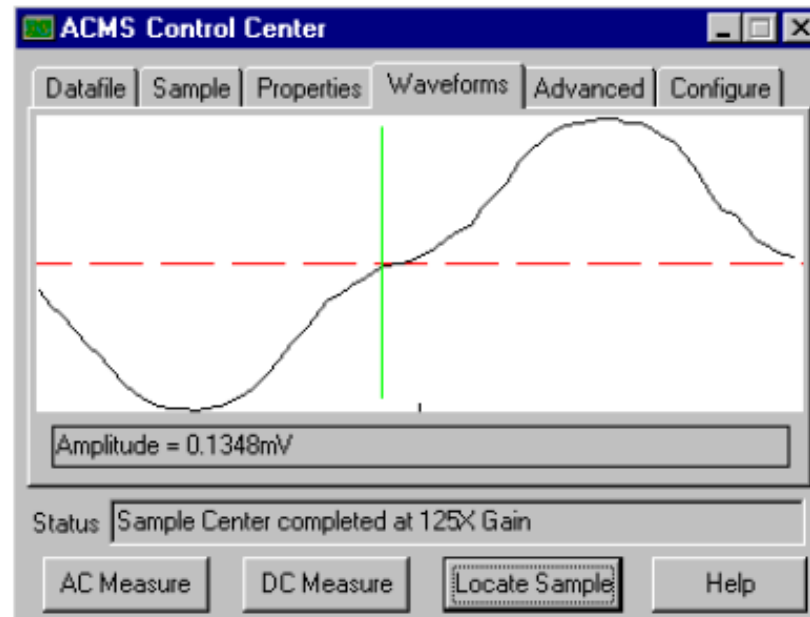 ACMS Control Center
Datafile Sample Properties Waveforms Advanced Configure
Amplitude = 0.1348mV
Status Sample Center completed at 125X Gain
AC Measure DC Measure Locate Sample Help